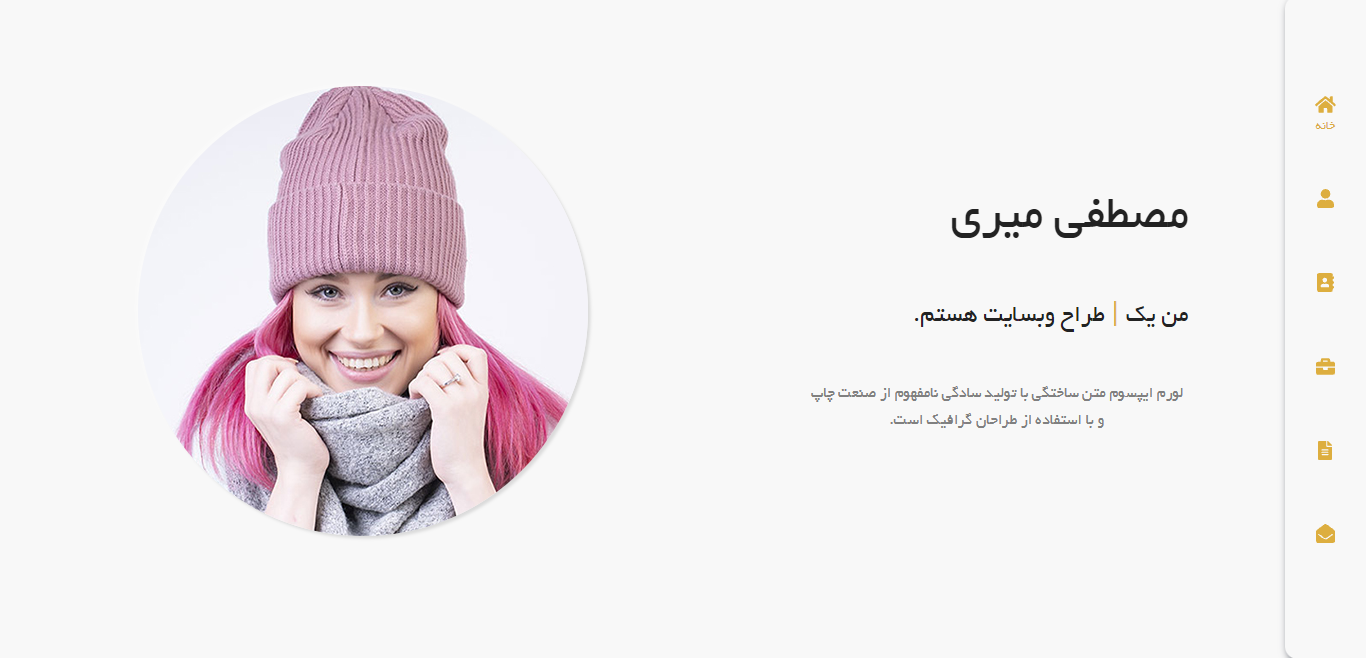 خانه
مصطفی میری
من یک | طراح وبسایت هستم.
لورم ایپسوم متن ساختگی با تولید سادگی نامفهوم از صنعت چاپ
و با استفاده از طراحان گرافیک است.